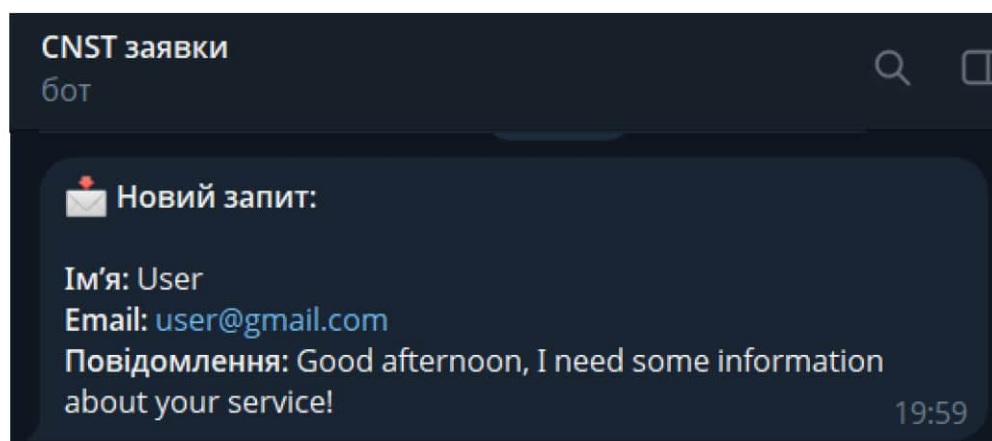 CNST заявки
бот
Новий запит:
Ім’я: User
Email: user@gmail.com
Повідомлення: Good afternoon, I need some information
about your service!
19:59